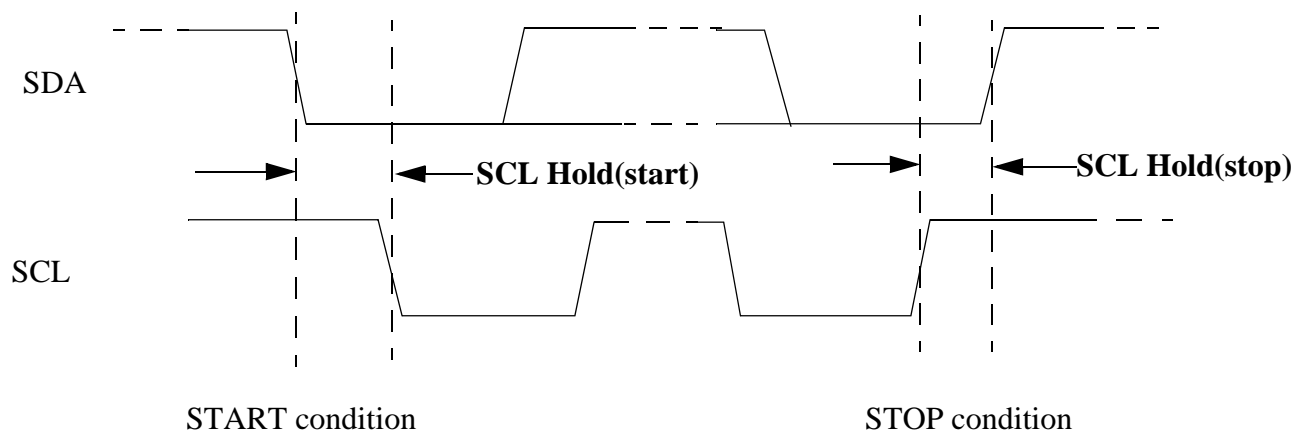 SDA
SCL Hold(start)
SCL Hold(stop)
SCL
START condition
STOP condition